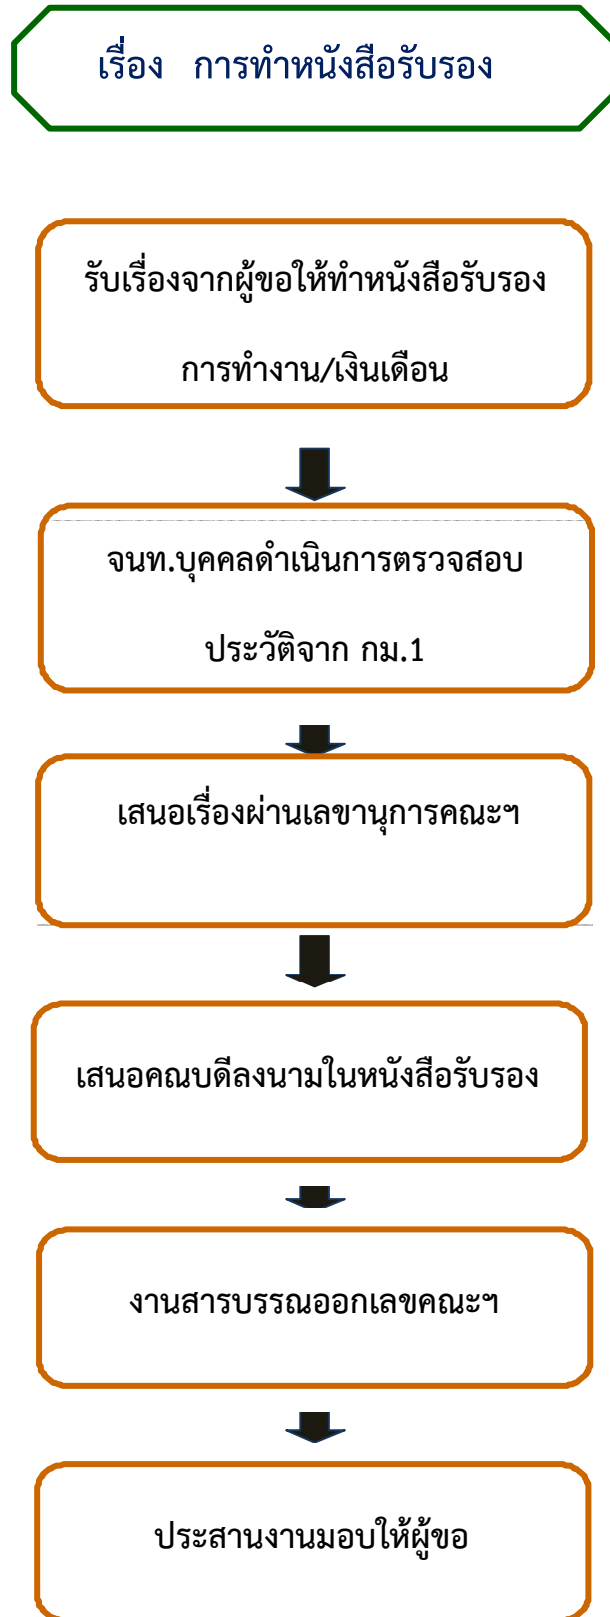 เรื่อง การทำหนังสือรับรอง
รับเรื่องจากผู้ขอให้ทำหนังสือรับรอง
การทำงาน/เงินเดือน
จนท.บุคคลดำเนินการตรวจสอบ
ประวัติจาก กม.1
เสนอเรื่องผ่านเลขานุการคณะฯ
เสนอคณบดีลงนามในหนังสือรับรอง
งานสารบรรณออกเลขคณะฯ
ประสานงานมอบให้ผู้ขอ